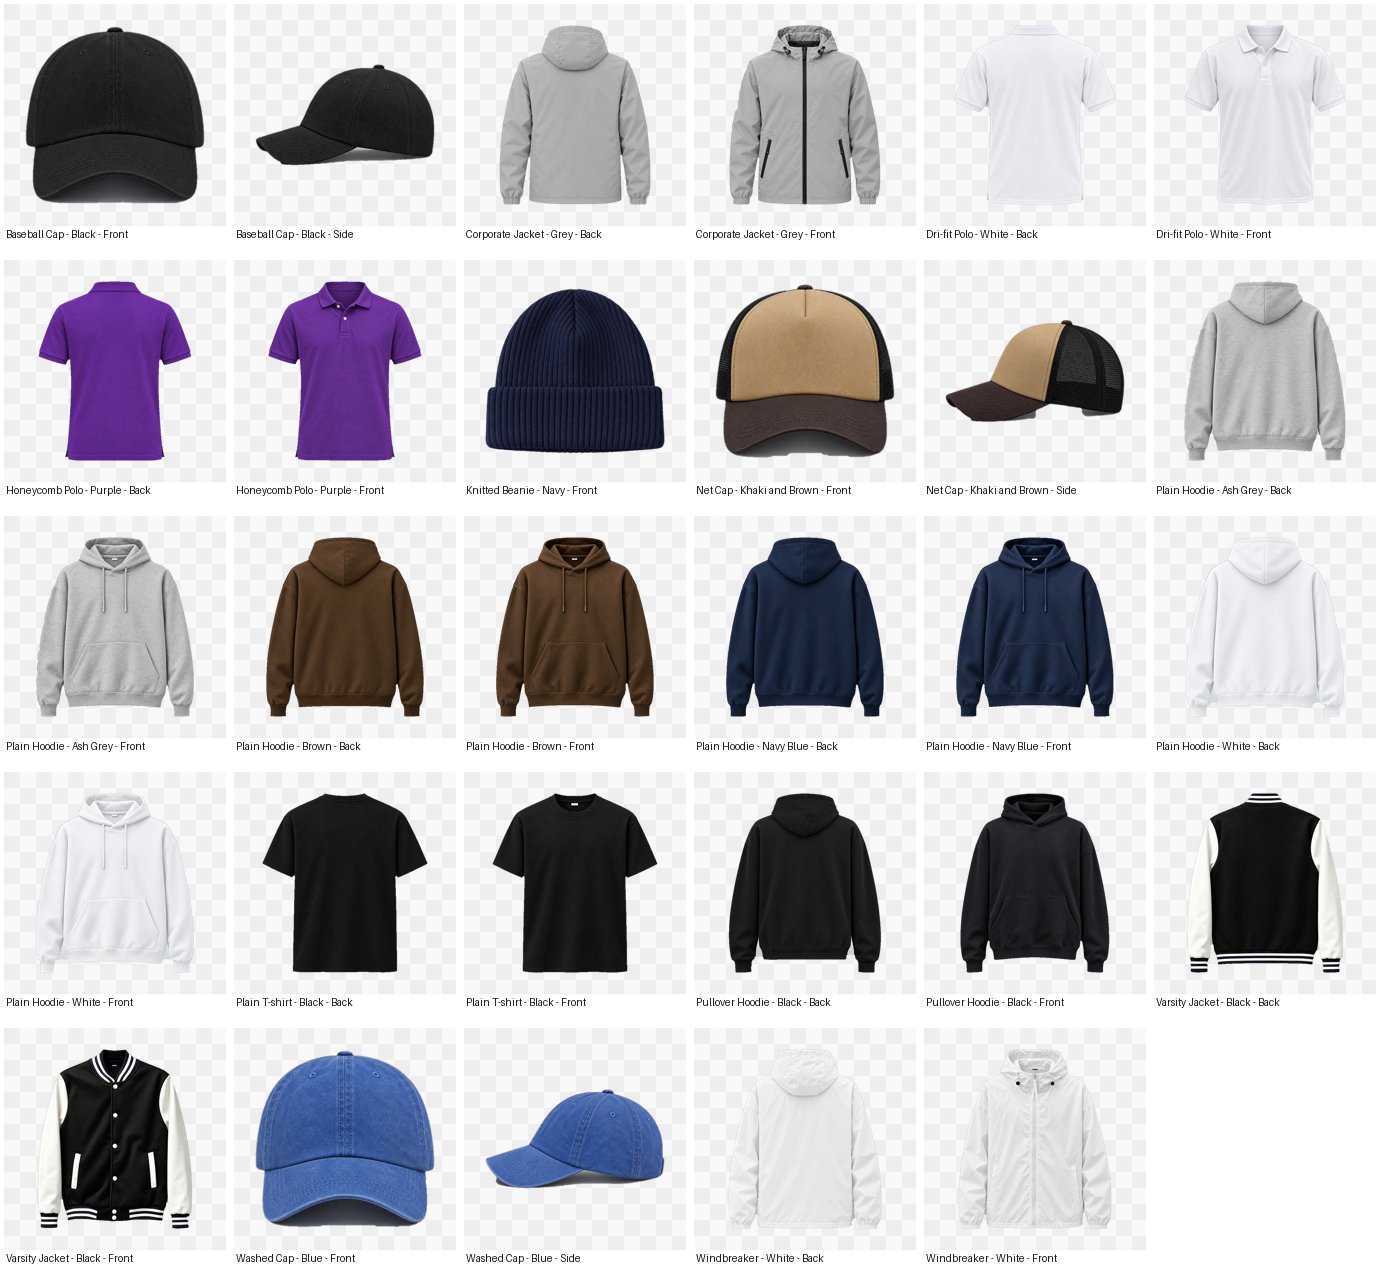 Baseball Cap - Black - Front
Baseball Cap - Black - Side
Corporate Jacket - Grey - Back
Corporate Jacket - Grey - Front
Dri-fit Polo - White - Back
Dri-fit Polo - White - Front
Honeycomb Polo - Purple - Back
Honeycomb Polo - Purple - Front
Knitted Beanie - Navy - Front
Net Cap - Khaki and Brown - Front
Net Cap - Khaki and Brown - Side
Plain Hoodie - Ash Grey - Back
Plain Hoodie - Ash Grey - Front
Plain Hoodie - Brown - Back
Plain Hoodie - Brown - Front
Plain Hoodie - Navy Blue - Back
Plain Hoodie - Navy Blue - Front
Plain Hoodie - White - Back
Plain Hoodie - White - Front
Plain T-shirt - Black - Back
Plain T-shirt - Black - Front
Pullover Hoodie - Black - Back
Pullover Hoodie - Black - Front
Varsity Jacket - Black - Back
Varsity Jacket - Black - Front
Washed Cap - Blue - Front
Washed Cap - Blue - Side
Windbreaker - White - Back
Windbreaker - White - Front